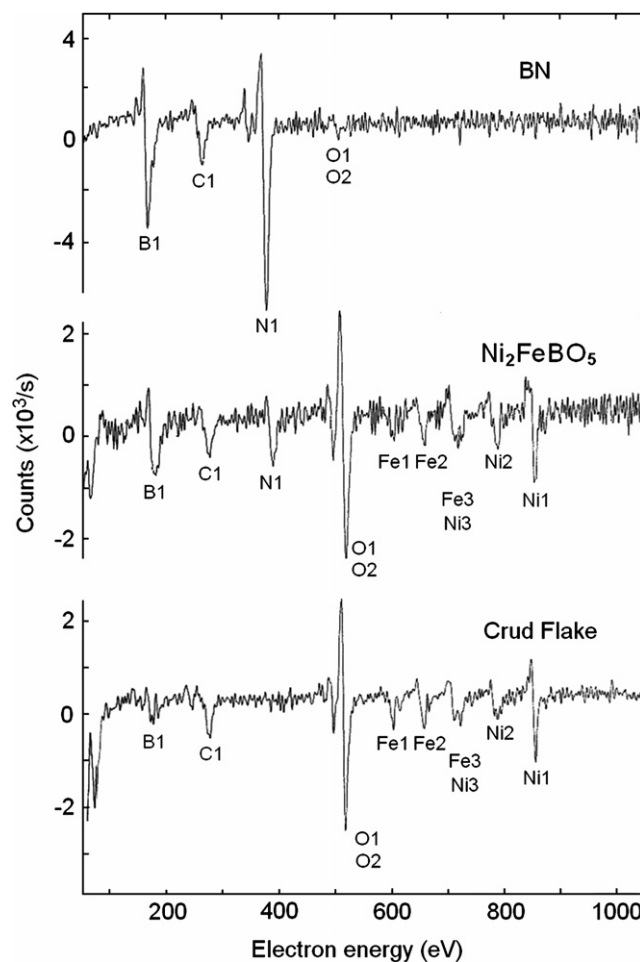 4
BN
0
O1
O2
C1
-4
B1
N1
2
Ni₂FeBO₅
0
B1
C1
N1
Fe1
Fe2
Ni2
Fe3
Ni3
Ni1
-2
O1
O2
2
Crud Flake
0
B1
C1
Fe1
Fe2
Ni2
Fe3
Ni3
Ni1
-2
O1
O2
Counts (x10³/s)
200 400 600 800 1000
Electron energy (eV)